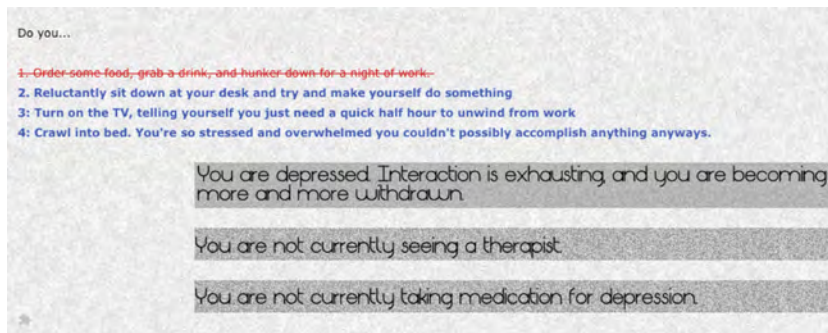 Do you...
1. Order some food, grab a drink, and hunker down for a night of work.
2. Reluctantly sit down at your desk and try and make yourself do something
3: Turn on the TV, telling yourself you just need a quick half hour to unwind from work
4: Crawl into bed. You're so stressed and overwhelmed you couldn't possibly accomplish anything anyways.
You are depressed. Interaction is exhausting, and you are becoming
more and more withdrawn.
You are not currently seeing a therapist.
You are not currently taking medication for depression.